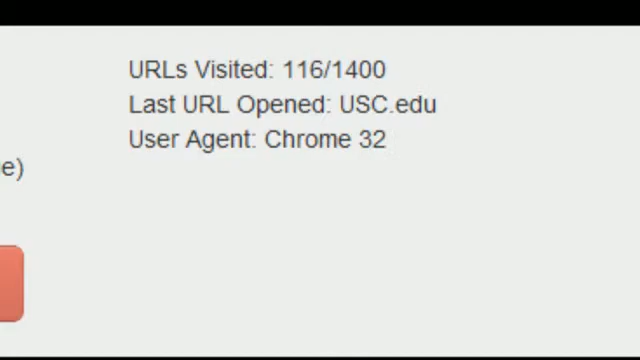 URLs Visited: 116/1400
Last URL Opened: USC.edu
User Agent: Chrome 32
e)